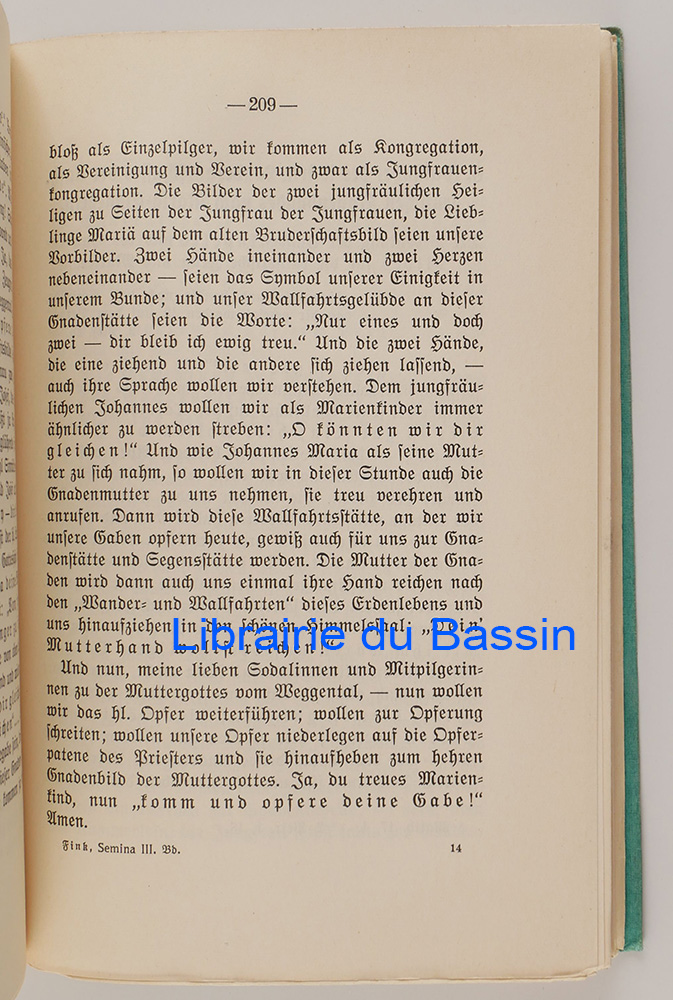 — 209 —
bloß als Einzelpilger, wir kommen als Kongregation,
als Vereinigung und Verein, und zwar als Jungfrauen-
kongregation. Die Bilder der zwei jungfräulichen Hei-
ligen zu Seiten der Jungfrau der Jungfrauen, die Lieb-
linge Mariä auf dem alten Bruderschaftsbild seien unsere
Vorbilder. Zwei Hände ineinander und zwei Herzen
nebeneinander — seien das Symbol unserer Einigkeit in
unserem Bunde; und unser Wallfahrtsgelübde an dieser
Gnadenstätte seien die Worte: „Nur eines und doch
zwei — dir bleib ich ewig treu.“ Und die zwei Hände,
die eine ziehend und die andere sich ziehen lassend, —
auch ihre Sprache wollen wir verstehen. Dem jungfräu-
lichen Johannes wollen wir als Marienkinder immer
ähnlicher zu werden streben: „O könnten wir dir
gleichen!“ Und wie Johannes Maria als seine Mut-
ter zu sich nahm, so wollen wir in dieser Stunde auch die
Gnadenmutter zu uns nehmen, sie treu verehren und
anrufen. Dann wird diese Wallfahrtsstätte, an der wir
unsere Gaben opfern heute, gewiß auch für uns zur Gna-
denstätte und Segensstätte werden. Die Mutter der Gna-
den wird dann auch uns einmal ihre Hand reichen nach
den „Wander- und Wallfahrten“ dieses Erdenlebens und
uns hinaufziehen in den schönen Himmelssaal: „Dein'
Mutterhand wollst reichen!“
Librairie du Bassin
Und nun, meine lieben Sodalinnen und Mitpilgerin-
nen zu der Muttergottes vom Weggental, — nun wollen
wir das hl. Opfer weiterführen; wollen zur Opferung
schreiten; wollen unsere Opfer niederlegen auf die Opfer-
patene des Priesters und sie hinaufheben zum hehren
Gnadenbild der Muttergottes. Ja, du treues Marien-
kind, nun „komm und opfere deine Gabe!“
Amen.
Fink, Semina III. Bd. 14